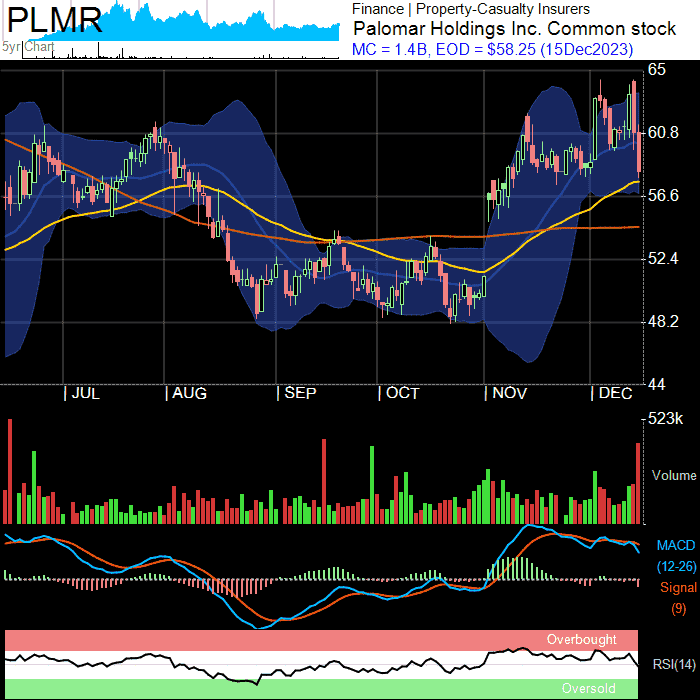 PLMR
5yr Chart
Finance | Property-Casualty Insurers
Palomar Holdings Inc. Common stock
MC = 1.4B, EOD = $58.25 (15Dec2023)
65
60.8
56.6
52.4
48.2
44
| JUL | AUG | SEP | OCT | NOV | DEC
523k
Volume
MACD
(12-26)
Signal
(9)
Overbought
RSI(14)
Oversold